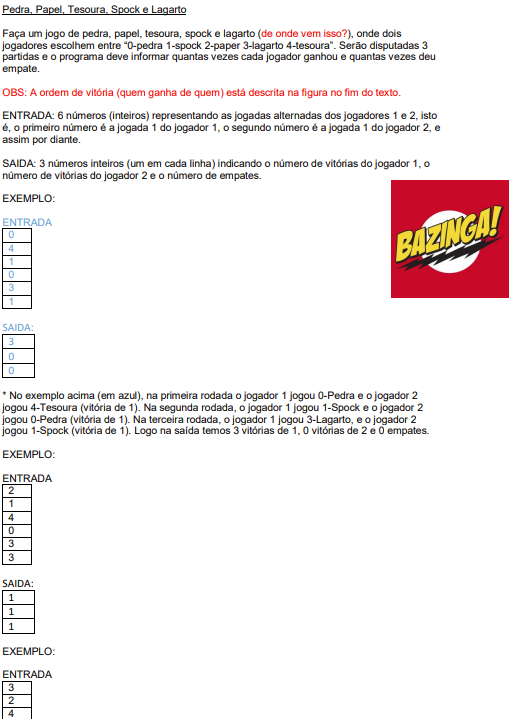 Pedra, Papel, Tesoura, Spock e Lagarto
Faça um jogo de pedra, papel, tesoura, spock e lagarto (de onde vem isso?), onde dois
jogadores escolhem entre "0-pedra 1-spock 2-paper 3-lagarto 4-tesoura". Serão disputadas 3
partidas e o programa deve informar quantas vezes cada jogador ganhou e quantas vezes deu
empate.
OBS: A ordem de vitória (quem ganha de quem) está descrita na figura no fim do texto.
ENTRADA: 6 números (inteiros) representando as jogadas alternadas dos jogadores 1 e 2, isto
é, o primeiro número é a jogada 1 do jogador 1, o segundo número é a jogada 1 do jogador 2, e
assim por diante.
SAIDA: 3 números inteiros (um em cada linha) indicando o número de vitórias do jogador 1, o
número de vitórias do jogador 2 e o número de empates.
EXEMPLO:
BAZINGA!
ENTRADA
0
4
1
0
3
1
SAIDA:
3
0
0
* No exemplo acima (em azul), na primeira rodada o jogador 1 jogou 0-Pedra e o jogador 2
jogou 4-Tesoura (vitória de 1). Na segunda rodada, o jogador 1 jogou 1-Spock e o jogador 2
jogou 0-Pedra (vitória de 1). Na terceira rodada, o jogador 1 jogou 3-Lagarto, e o jogador 2
jogou 1-Spock (vitória de 1). Logo na saída temos 3 vitórias de 1, 0 vitórias de 2 e 0 empates.
EXEMPLO:
ENTRADA
2
1
4
0
3
3
SAIDA:
1
1
1
EXEMPLO:
ENTRADA
3
2
4